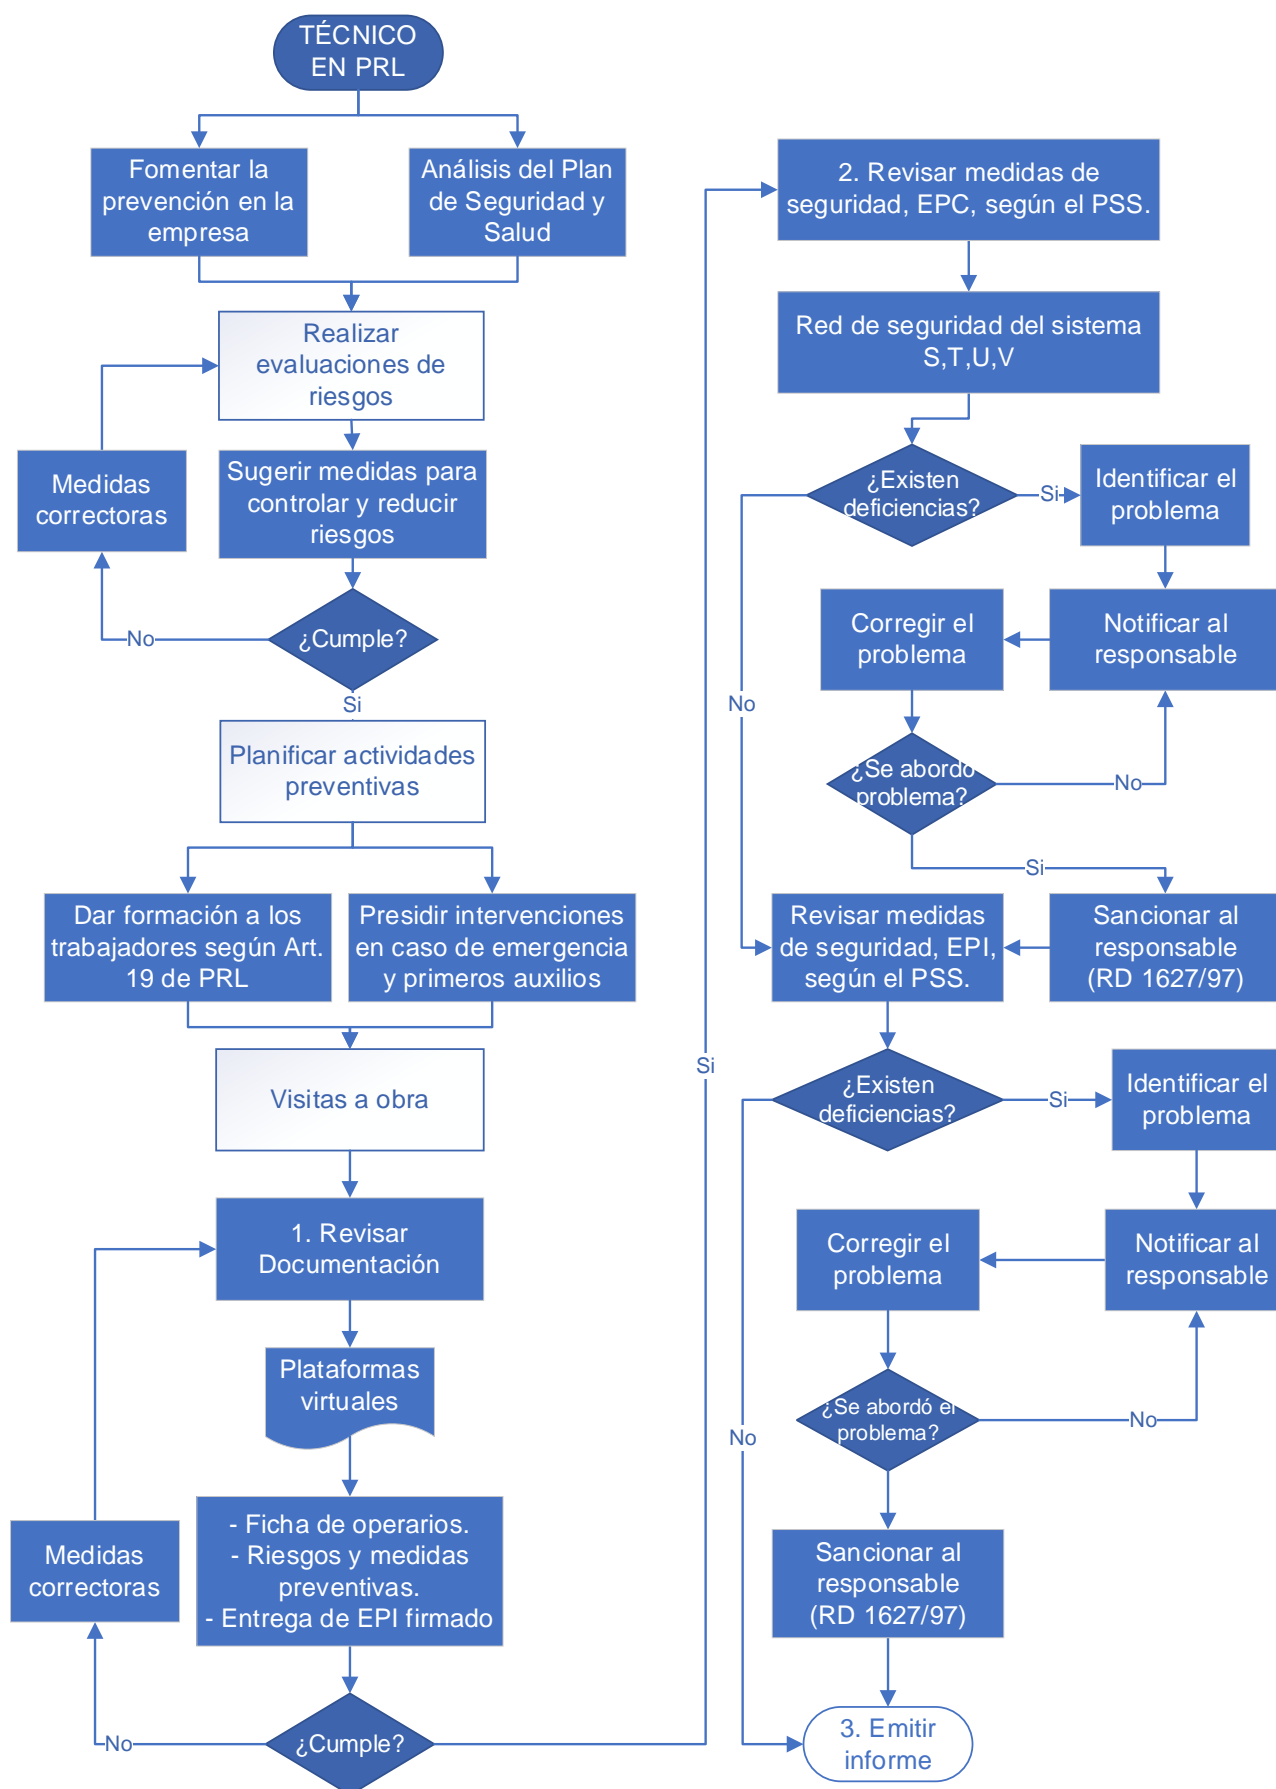 TÉCNICO
EN PRL
Fomentar la
prevención en la
empresa
Análisis del Plan
de Seguridad y
Salud
Realizar
evaluaciones de
riesgos
Medidas
correctoras
Sugerir medidas para
controlar y reducir
riesgos
¿Cumple?
No
Si
Planificar actividades
preventivas
Dar formación a los
trabajadores según Art.
19 de PRL
Presidir intervenciones
en caso de emergencia
y primeros auxilios
Visitas a obra
1. Revisar
Documentación
Plataformas
virtuales
- Ficha de operarios.
- Riesgos y medidas
preventivas.
- Entrega de EPI firmado
Medidas
correctoras
¿Cumple?
No
Si
2. Revisar medidas de
seguridad, EPC, según el PSS.
Red de seguridad del sistema
S,T,U,V
¿Existen
deficiencias?
Si
Identificar el
problema
Notificar al
responsable
Corregir el
problema
No
¿Se abordó
problema?
No
Si
Sancionar al
responsable
(RD 1627/97)
Revisar medidas
de seguridad, EPI,
según el PSS.
¿Existen
deficiencias?
Si
Identificar el
problema
Notificar al
responsable
Corregir el
problema
¿Se abordó el
problema?
No
No
Sancionar al
responsable
(RD 1627/97)
3. Emitir
informe